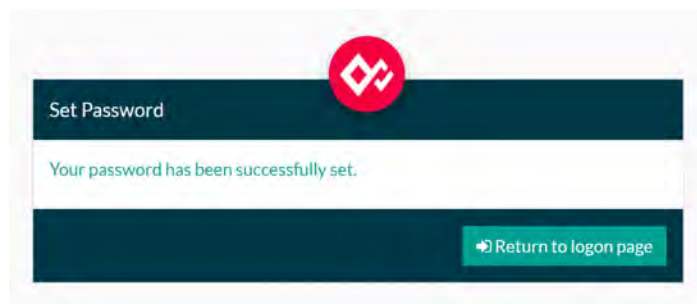 Set Password
Your password has been successfully set.
Return to logon page